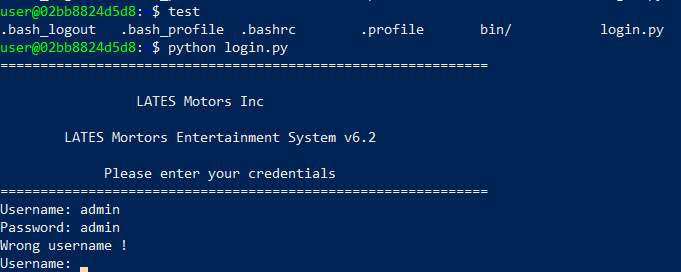 user@02bb8824d5d8:~$ test
.bash_logout .bash_profile .bashrc .profile bin/ login.py
user@02bb8824d5d8:~$ python login.py
=============================================================
LATES Motors Inc
LATES Mortors Entertainment System v6.2
Please enter your credentials
=============================================================
Username: admin
Password: admin
Wrong username !
Username: